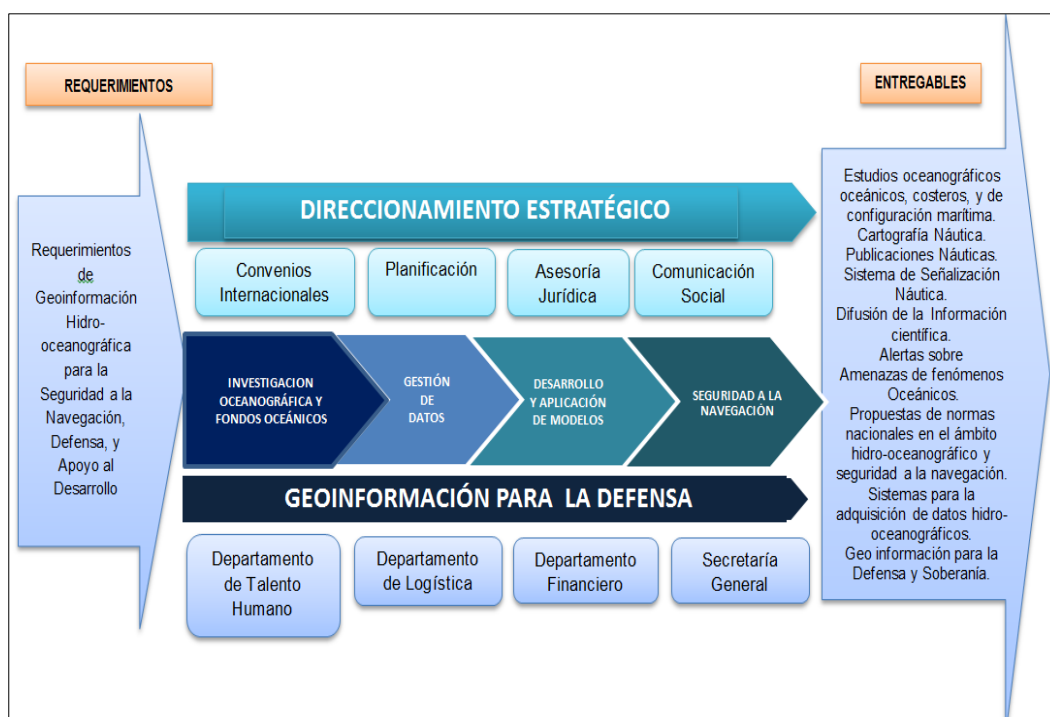 REQUERIMIENTOS
Requerimientos
de
Geoinformación
Hidro-
oceanográfica
para la
Seguridad a la
Navegación,
Defensa, y
Apoyo al
Desarrollo
DIRECCIONAMIENTO ESTRATÉGICO
Convenios
Internacionales
Planificación
Asesoría
Jurídica
Comunicación
Social
INVESTIGACION
OCEANOGRÁFICA Y
FONDOS OCEÁNICOS
GESTIÓN
DE
DATOS
DESARROLLO
Y APLICACIÓN
DE MODELOS
SEGURIDAD A LA
NAVEGACIÓN
GEOINFORMACIÓN PARA LA DEFENSA
Departamento
de Talento
Humano
Departamento
de Logística
Departamento
Financiero
Secretaría
General
ENTREGABLES
Estudios oceanográficos
oceánicos, costeros, y de
configuración marítima.
Cartografía Náutica.
Publicaciones Náuticas.
Sistema de Señalización
Náutica.
Difusión de la Información
científica.
Alertas sobre
Amenazas de fenómenos
Oceánicos.
Propuestas de normas
nacionales en el ámbito
hidro-oceanográfico y
seguridad a la navegación.
Sistemas para la
adquisición de datos hidro-
oceanográficos.
Geo información para la
Defensa y Soberanía.